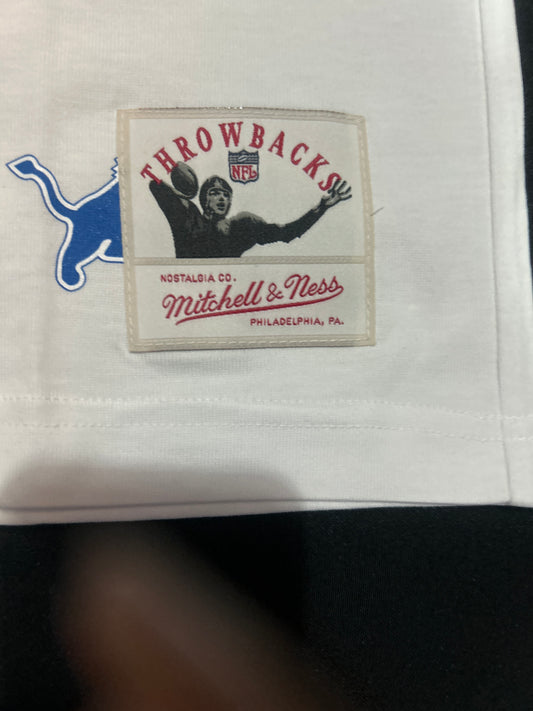 THROWBACKS
NFL
NOSTALGIA CO.
Mitchell & Ness
PHILADELPHIA, PA.